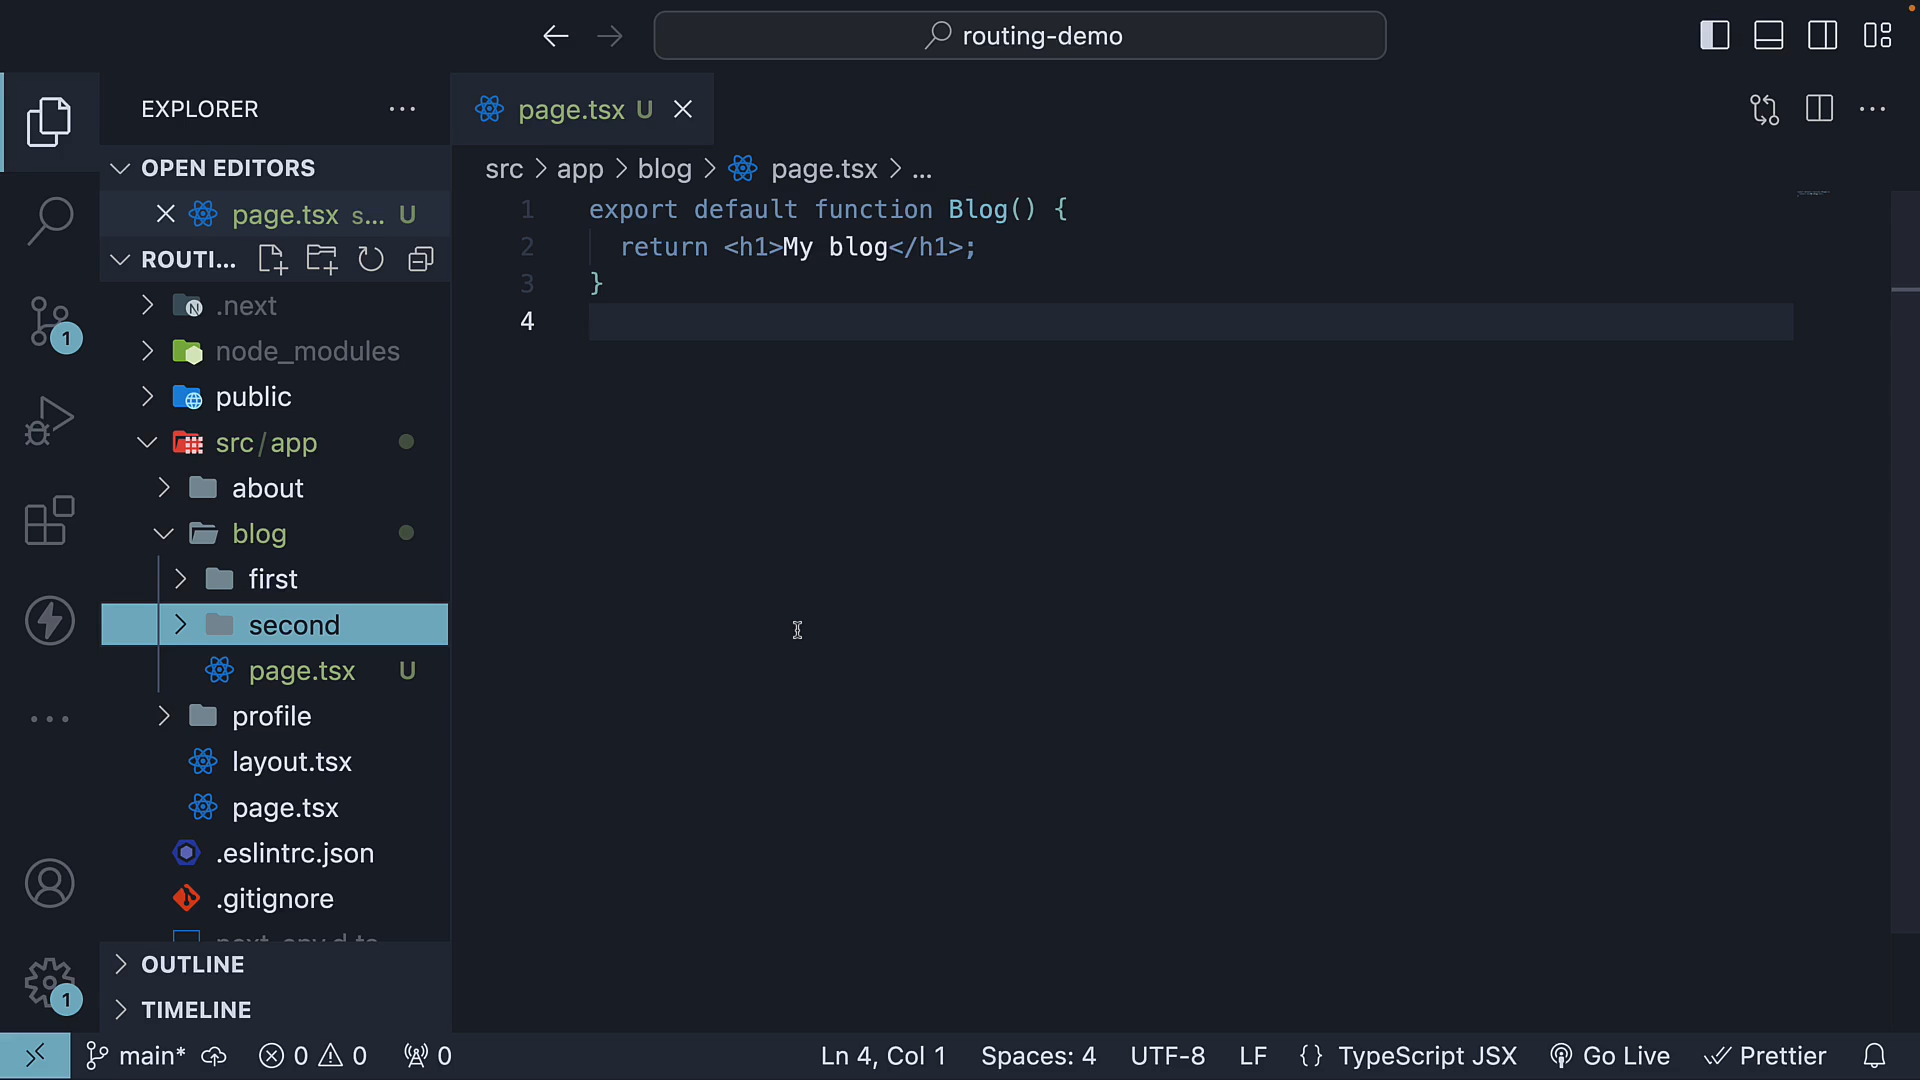 routing-demo
EXPLORER
page.tsx U
OPEN EDITORS
src > app > blog > page.tsx > ...
page.tsx s... U
1 export default function Blog() {
2 return <h1>My blog</h1>;
3 }
4
ROUTI...
.next
node_modules
public
src/app
about
blog
first
second
page.tsx U
profile
layout.tsx
page.tsx
.eslintrc.json
.gitignore
next-env.d.ts
OUTLINE
TIMELINE
1
1
main* 0 0 0
Ln 4, Col 1 Spaces: 4 UTF-8 LF {} TypeScript JSX Go Live Prettier